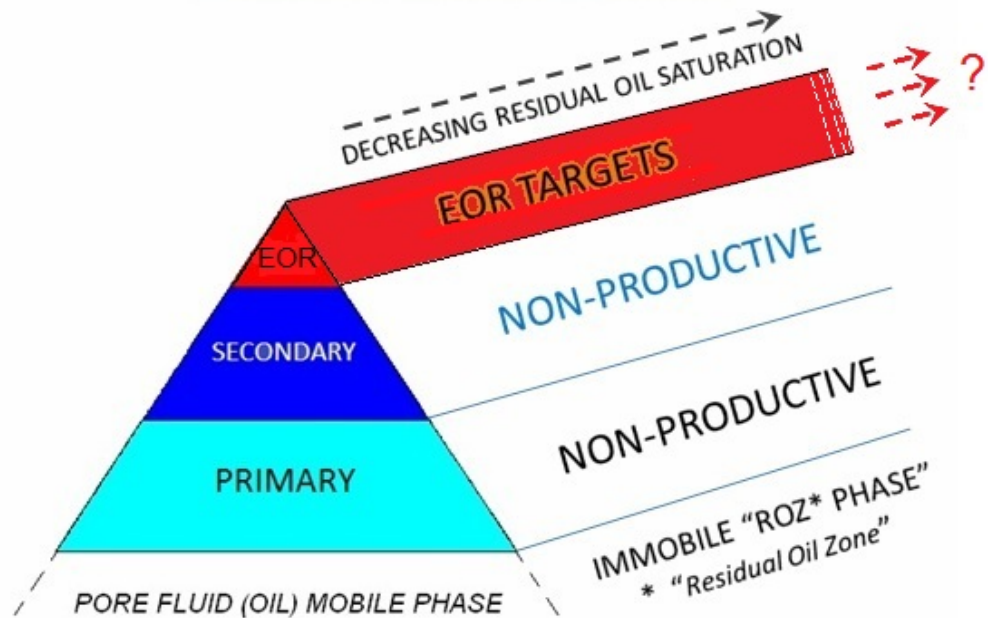 DECREASING RESIDUAL OIL SATURATION
?
EOR TARGETS
EOR
NON-PRODUCTIVE
SECONDARY
NON-PRODUCTIVE
PRIMARY
IMMOBILE “ROZ* PHASE”
* “Residual Oil Zone”
PORE FLUID (OIL) MOBILE PHASE